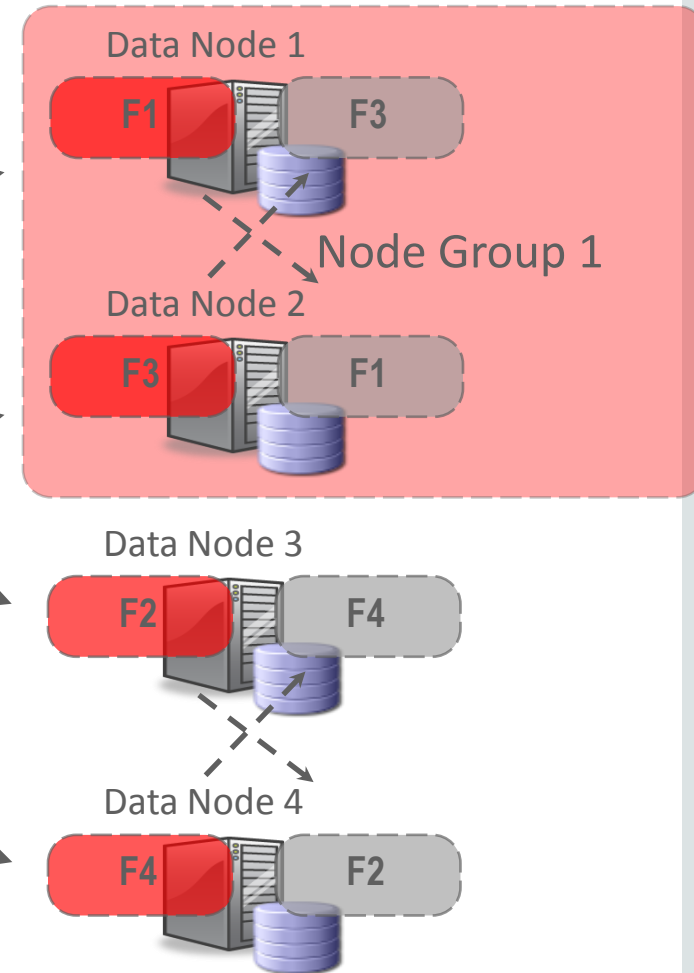 Data Node 1
F1 F3
Node Group 1
Data Node 2
F3 F1
Data Node 3
F2 F4
Data Node 4
F4 F2